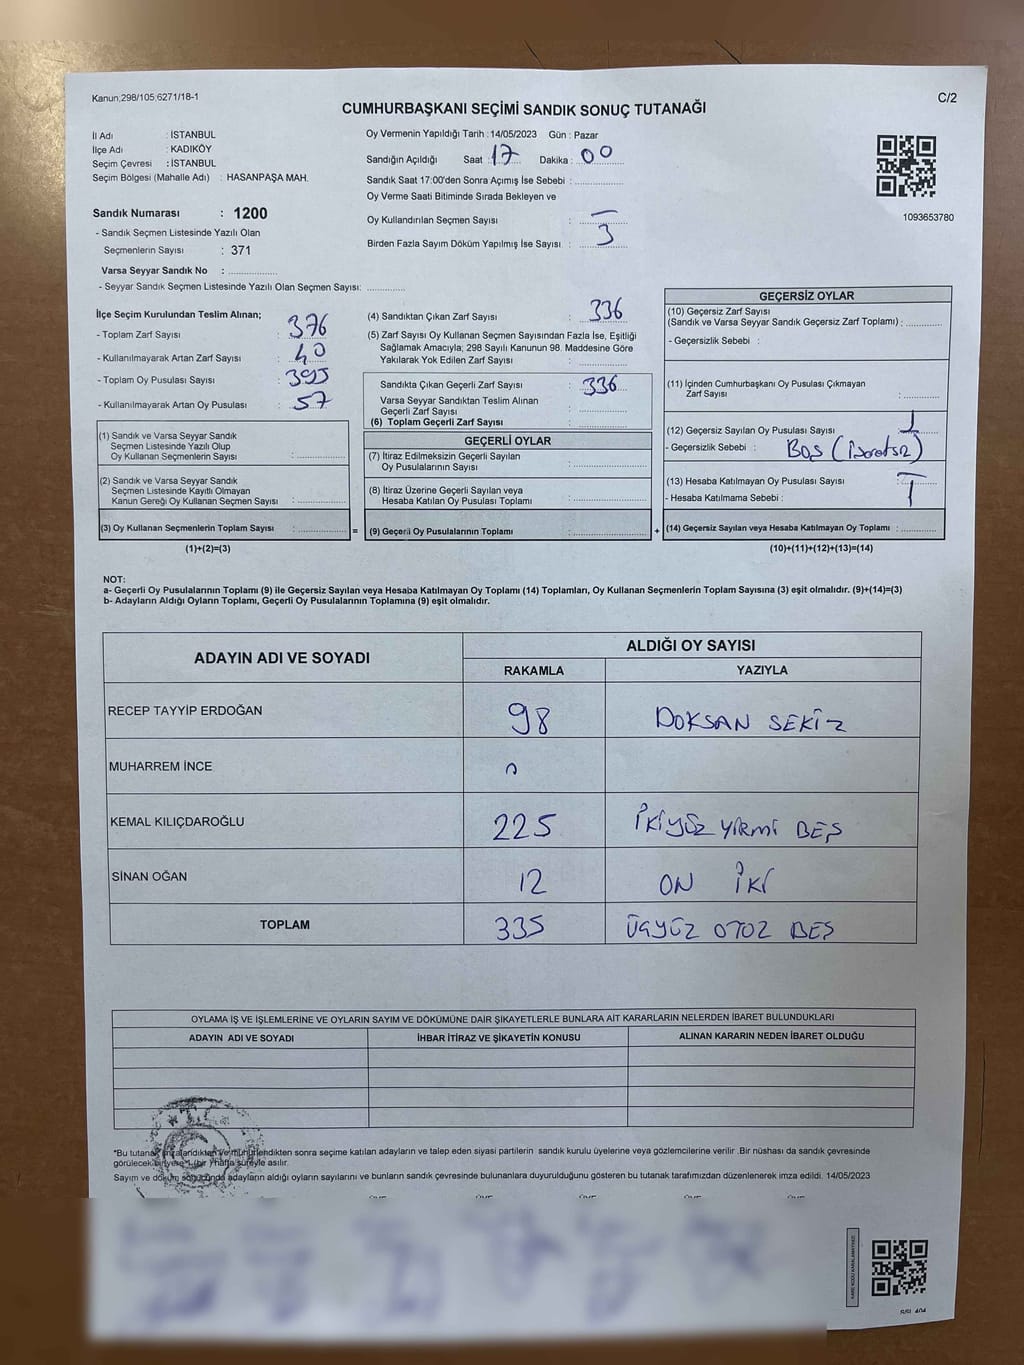 Kanun,298/105,6271/18-1
C/2
CUMHURBAŞKANI SEÇİMİ SANDIK SONUÇ TUTANAĞI
İl Adı : İSTANBUL
İlçe Adı : KADIKÖY
Seçim Çevresi : İSTANBUL
Seçim Bölgesi (Mahalle Adı) : HASANPAŞA MAH.
Sandık Numarası : 1200
- Sandık Seçmen Listesinde Yazılı Olan
Seçmenlerin Sayısı : 371
Varsa Seyyar Sandık No :
- Seyyar Sandık Seçmen Listesinde Yazılı Olan Seçmen Sayısı:
Oy Vermenin Yapıldığı Tarih : 14/05/2023 Gün : Pazar
Sandığın Açıldığı Saat : 17 Dakika : 00
Sandık Saat 17:00'den Sonra Açımış İse Sebebi :
Oy Verme Saati Bitiminde Sırada Bekleyen ve
Oy Kullandırılan Seçmen Sayısı : —
Birden Fazla Sayım Döküm Yapılmış İse Sayısı : 3
1093653780
İlçe Seçim Kurulundan Teslim Alınan;
- Toplam Zarf Sayısı : 376
- Kullanılmayarak Artan Zarf Sayısı : 40
- Toplam Oy Pusulası Sayısı : 393
- Kullanılmayarak Artan Oy Pusulası : 57
(4) Sandıktan Çıkan Zarf Sayısı : 336
(5) Zarf Sayısı Oy Kullanan Seçmen Sayısından Fazla İse, Eşitliği
Sağlamak Amacıyla; 298 Sayılı Kanunun 98. Maddesine Göre
Yakılarak Yok Edilen Zarf Sayısı :
Sandıkta Çıkan Geçerli Zarf Sayısı : 336
Varsa Seyyar Sandıktan Teslim Alınan
Geçerli Zarf Sayısı :
(6) Toplam Geçerli Zarf Sayısı :
GEÇERSİZ OYLAR
(10) Geçersiz Zarf Sayısı
(Sandık ve Varsa Seyyar Sandık Geçersiz Zarf Toplamı) :
- Geçersizlik Sebebi :
(11) İçinden Cumhurbaşkanı Oy Pusulası Çıkmayan
Zarf Sayısı :
(12) Geçersiz Sayılan Oy Pusulası Sayısı : 1
- Geçersizlik Sebebi : BOŞ (İşaretsiz)
(13) Hesaba Katılmayan Oy Pusulası Sayısı :
- Hesaba Katılmama Sebebi :
(1) Sandık ve Varsa Seyyar Sandık
Seçmen Listesinde Yazılı Olup
Oy Kullanan Seçmenlerin Sayısı :
(2) Sandık ve Varsa Seyyar Sandık
Seçmen Listesinde Kayıtlı Olmayan
Kanun Gereği Oy Kullanan Seçmen Sayısı :
(3) Oy Kullanan Seçmenlerin Toplam Sayısı :
(1)+(2)=(3)
=
GEÇERLİ OYLAR
(7) İtiraz Edilmeksizin Geçerli Sayılan
Oy Pusulalarının Sayısı :
(8) İtiraz Üzerine Geçerli Sayılan veya
Hesaba Katılan Oy Pusulası Toplamı :
(9) Geçerli Oy Pusulalarının Toplamı :
+
(14) Geçersiz Sayılan veya Hesaba Katılmayan Oy Toplamı :
(10)+(11)+(12)+(13)=(14)
NOT:
a- Geçerli Oy Pusulalarının Toplamı (9) ile Geçersiz Sayılan veya Hesaba Katılmayan Oy Toplamı (14) Toplamları, Oy Kullanan Seçmenlerin Toplam Sayısına (3) eşit olmalıdır. (9)+(14)=(3)
b- Adayların Aldığı Oyların Toplamı, Geçerli Oy Pusulalarının Toplamına (9) eşit olmalıdır.
ADAYIN ADI VE SOYADI
ALDIĞI OY SAYISI
RAKAMLA YAZIYLA
RECEP TAYYİP ERDOĞAN 98 DOKSAN SEKİZ
MUHARREM İNCE 0
KEMAL KILIÇDAROĞLU 225 İKİYÜZ YİRMİ BEŞ
SİNAN OĞAN 12 ON İKİ
TOPLAM 335 ÜÇYÜZ OTUZ BEŞ
OYLAMA İŞ VE İŞLEMLERİNE VE OYLARIN SAYIM VE DÖKÜMÜNE DAİR ŞİKAYETLERLE BUNLARA AİT KARARLARIN NELERDEN İBARET BULUNDUKLARI
ADAYIN ADI VE SOYADI İHBAR İTİRAZ VE ŞİKAYETİN KONUSU ALINAN KARARIN NEDEN İBARET OLDUĞU
*Bu tutanak imzalandıktan ve mühürlendikten sonra seçime katılan adayların ve talep eden siyasi partilerin sandık kurulu üyelerine veya gözlemcilerine verilir .Bir nüshası da sandık çevresinde
görülecek bir yere 1 (bir) hafta süreyle asılır.
Sayım ve döküm sonucunda adayların aldığı oyların sayılarını ve bunların sandık çevresinde bulunanlara duyurulduğunu gösteren bu tutanak tarafımızdan düzenlenerek imza edildi. 14/05/2023